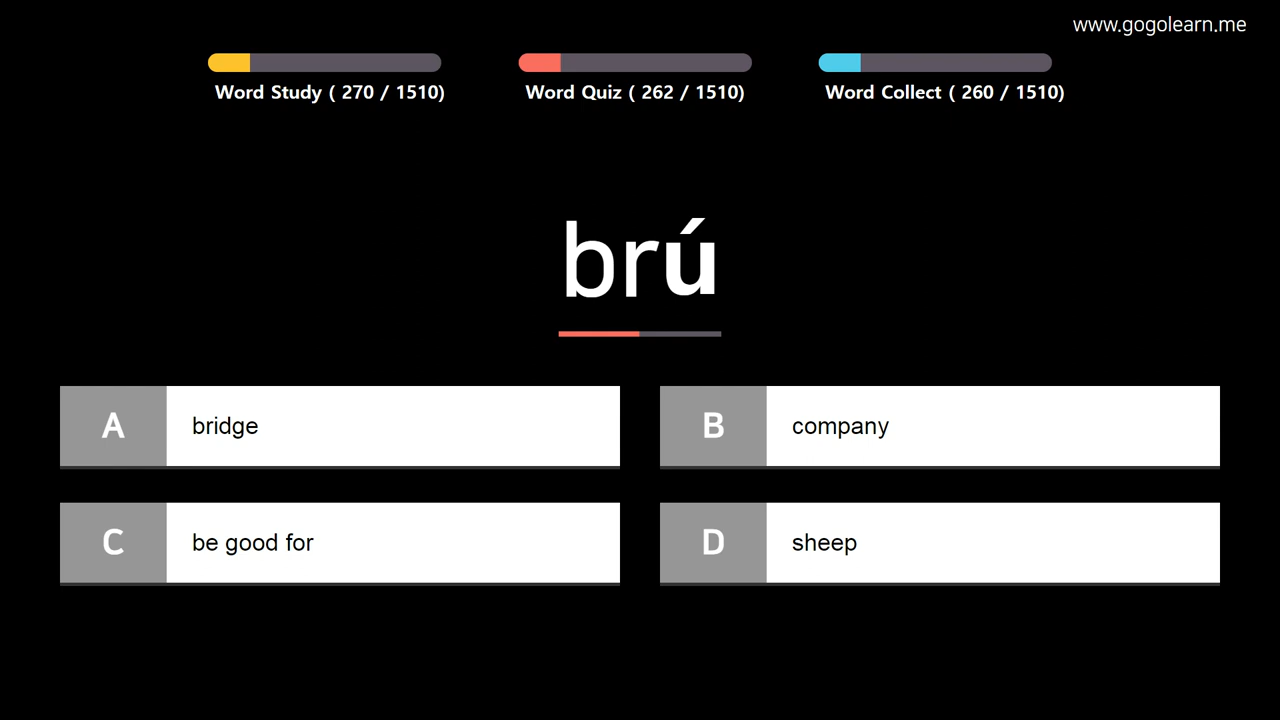 www.gogolearn.me
Word Study ( 270 / 1510)
Word Quiz ( 262 / 1510)
Word Collect ( 260 / 1510)
brú
A bridge
B company
C be good for
D sheep